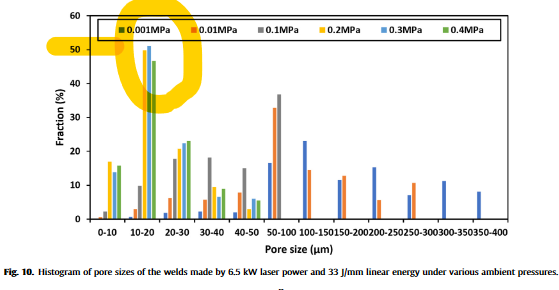 60
0.001MPa 0.01MPa 0.1MPa 0.2MPa 0.3MPa 0.4MPa
50
40
30
20
10
0
Fraction (%)
0-10 10-20 20-30 30-40 40-50 50-100 100-150 150-200 200-250 250-300 300-350 350-400
Pore size (μm)
Fig. 10. Histogram of pore sizes of the welds made by 6.5 kW laser power and 33 J/mm linear energy under various ambient pressures.